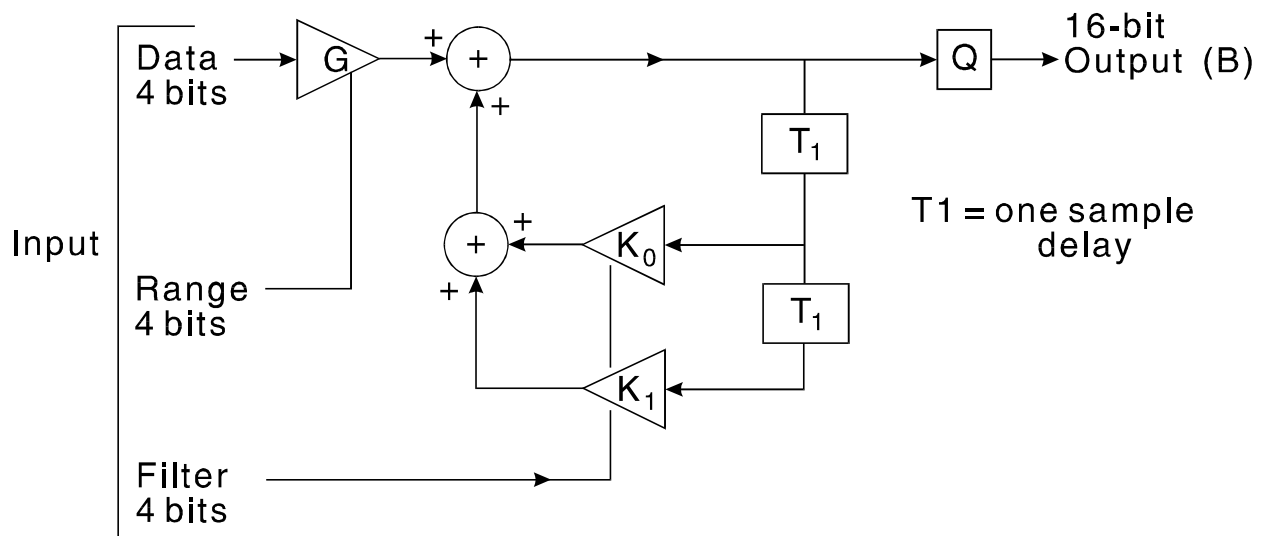 Input
Data
4 bits
G
+
+
+
Q
16-bit
Output (B)
T1
T1 = one sample
delay
+
+
+
K0
Range
4 bits
T1
K1
Filter
4 bits